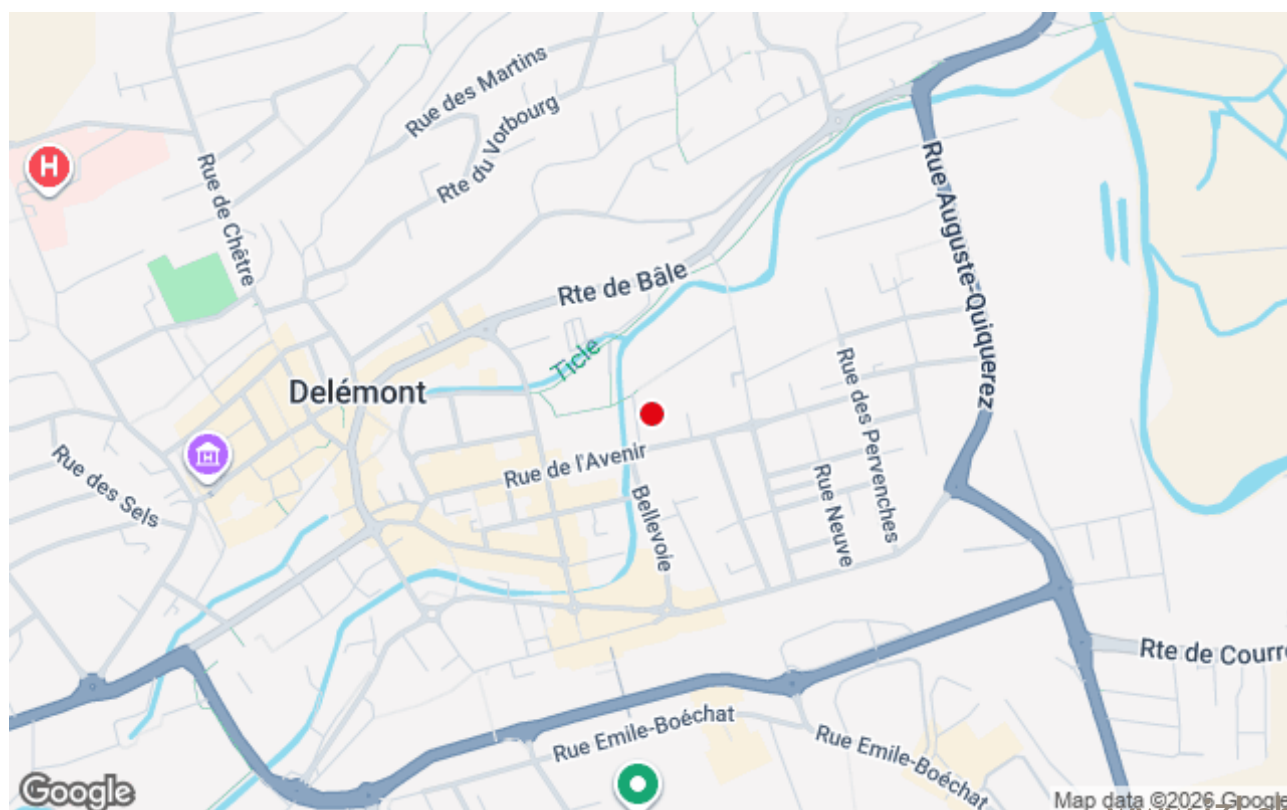 Rue des Martins
Rte du Vorbourg
H
Rue de Chêtre
Rue Auguste-Quiquerez
Rte de Bâle
Ticle
Delémont
Rue des Pervenches
Rue de l'Avenir
Rue des Sels
Bellevoie
Rue Neuve
Rte de Courr
Rue Emile-Boéchat
Rue Emile-Boéchat
Google
Map data ©2026 Google